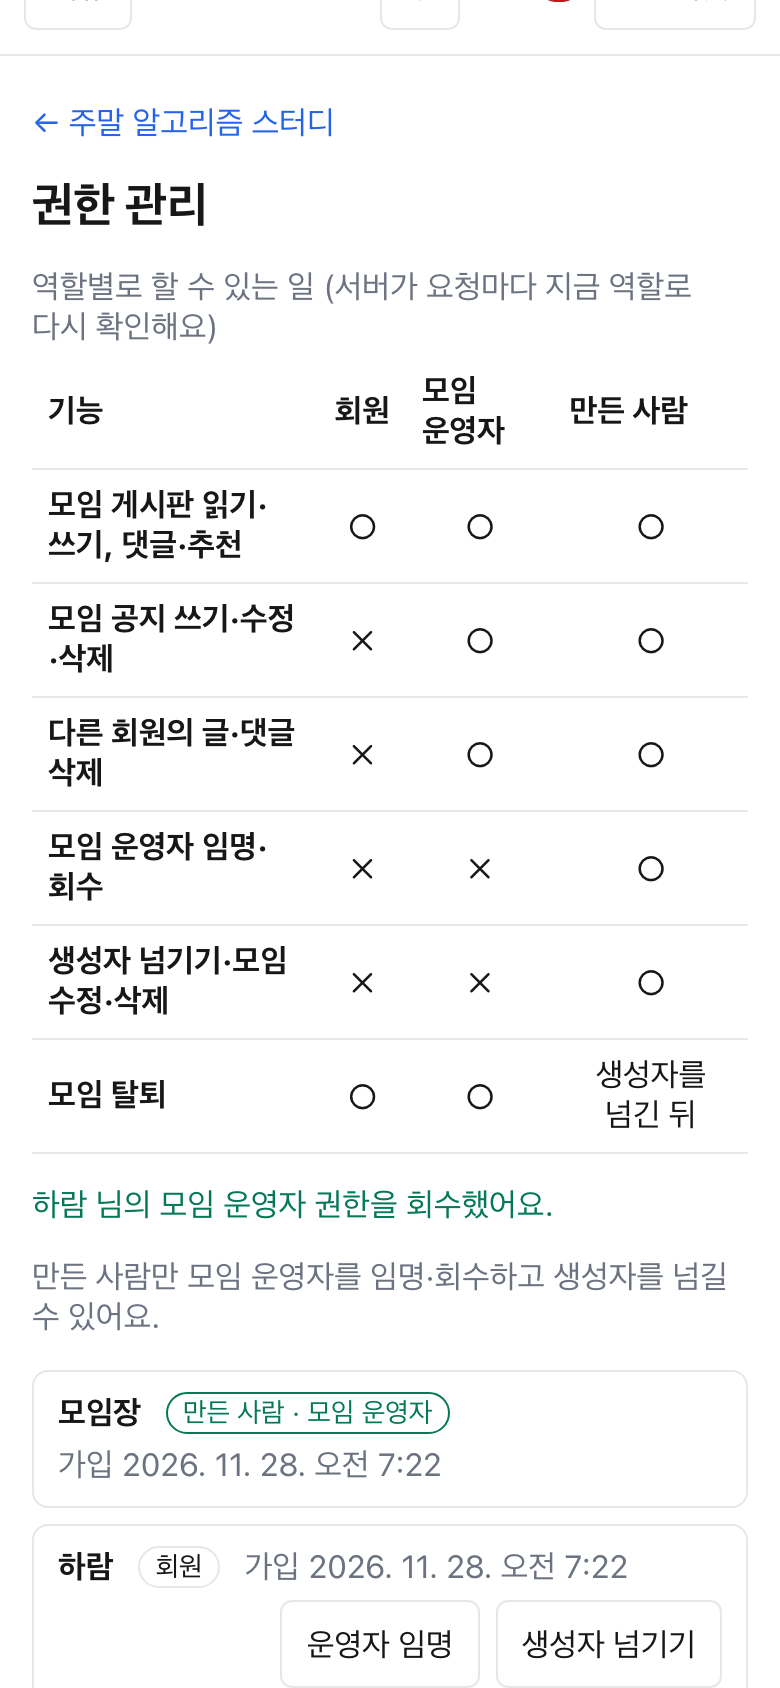 ← 주말 알고리즘 스터디
권한 관리
역할별로 할 수 있는 일 (서버가 요청마다 지금 역할로
다시 확인해요)
기능 회원 모임 운영자 만든 사람
모임 게시판 읽기·
쓰기, 댓글·추천 ○ ○ ○
모임 공지 쓰기·수정
·삭제 × ○ ○
다른 회원의 글·댓글
삭제 × ○ ○
모임 운영자 임명·
회수 × × ○
생성자 넘기기·모임
수정·삭제 × × ○
모임 탈퇴 ○ ○ 생성자를
넘긴 뒤
하람 님의 모임 운영자 권한을 회수했어요.
만든 사람만 모임 운영자를 임명·회수하고 생성자를 넘길
수 있어요.
모임장 만든 사람 · 모임 운영자
가입 2026. 11. 28. 오전 7:22
하람 회원 가입 2026. 11. 28. 오전 7:22
운영자 임명 생성자 넘기기